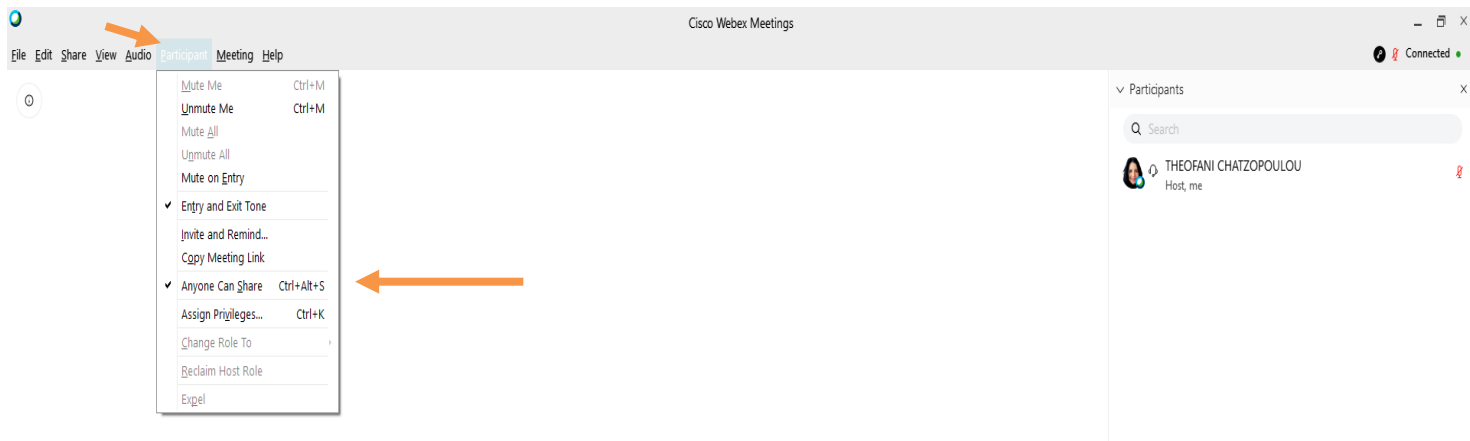 Cisco Webex Meetings
File Edit Share View Audio Participant Meeting Help
Connected
Mute Me Ctrl+M
Unmute Me Ctrl+M
Mute All
Unmute All
Mute on Entry
Entry and Exit Tone
Invite and Remind...
Copy Meeting Link
Anyone Can Share Ctrl+Alt+S
Assign Privileges... Ctrl+K
Change Role To
Reclaim Host Role
Expel
Participants
Search
THEOFANI CHATZOPOULOU
Host, me